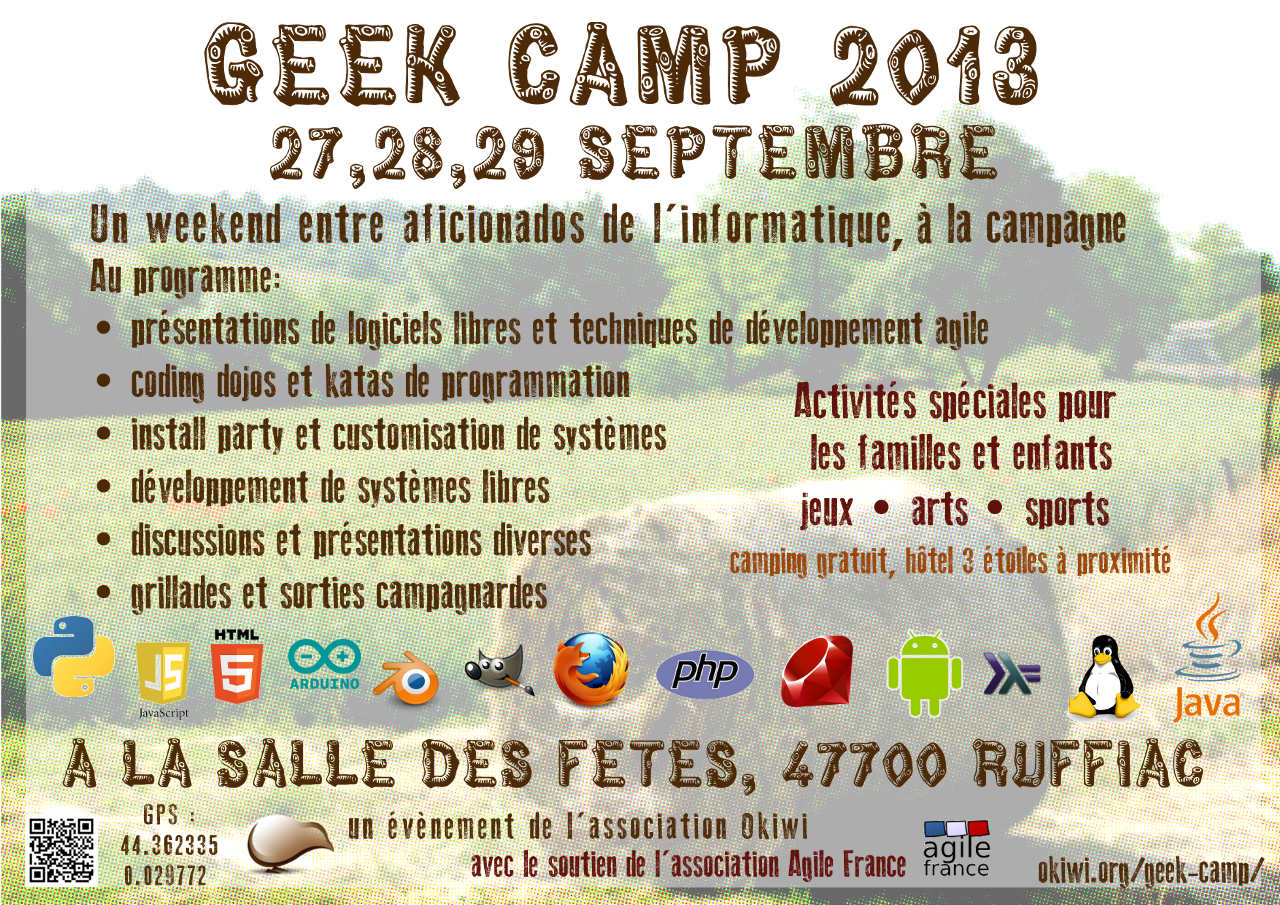 GEEK CAMP 2013
27,28,29 SEPTEMBRE
Un weekend entre aficionados de l'informatique, à la campagne
Au programme:
• présentations de logiciels libres et techniques de développement agile
• coding dojos et katas de programmation
• install party et customisation de systèmes
• développement de systèmes libres
• discussions et présentations diverses
• grillades et sorties campagnardes
Activités spéciales pour
les familles et enfants
jeux • arts • sports
camping gratuit, hôtel 3 étoiles à proximité
JS
JavaScript
HTML
5
ARDUINO
php
Java
A LA SALLE DES FETES, 47700 RUFFIAC
GPS :
44.362335
0.029772
un évènement de l'association Okiwi
avec le soutien de l'association Agile France
agile
france
okiwi.org/geek-camp/